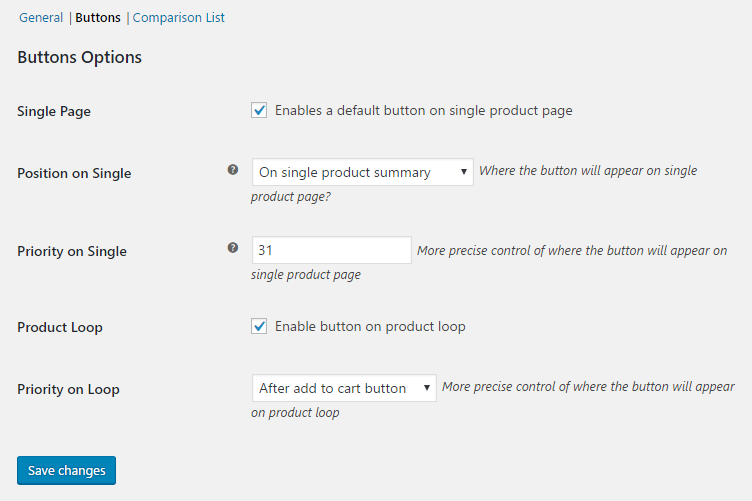 General | Buttons | Comparison List
Buttons Options
Single Page
Enables a default button on single product page
Position on Single
? On single product summary Where the button will appear on single
product page?
Priority on Single
? 31 More precise control of where the button will appear on
single product page
Product Loop
Enable button on product loop
Priority on Loop
After add to cart button More precise control of where the button will appear
on product loop
Save changes